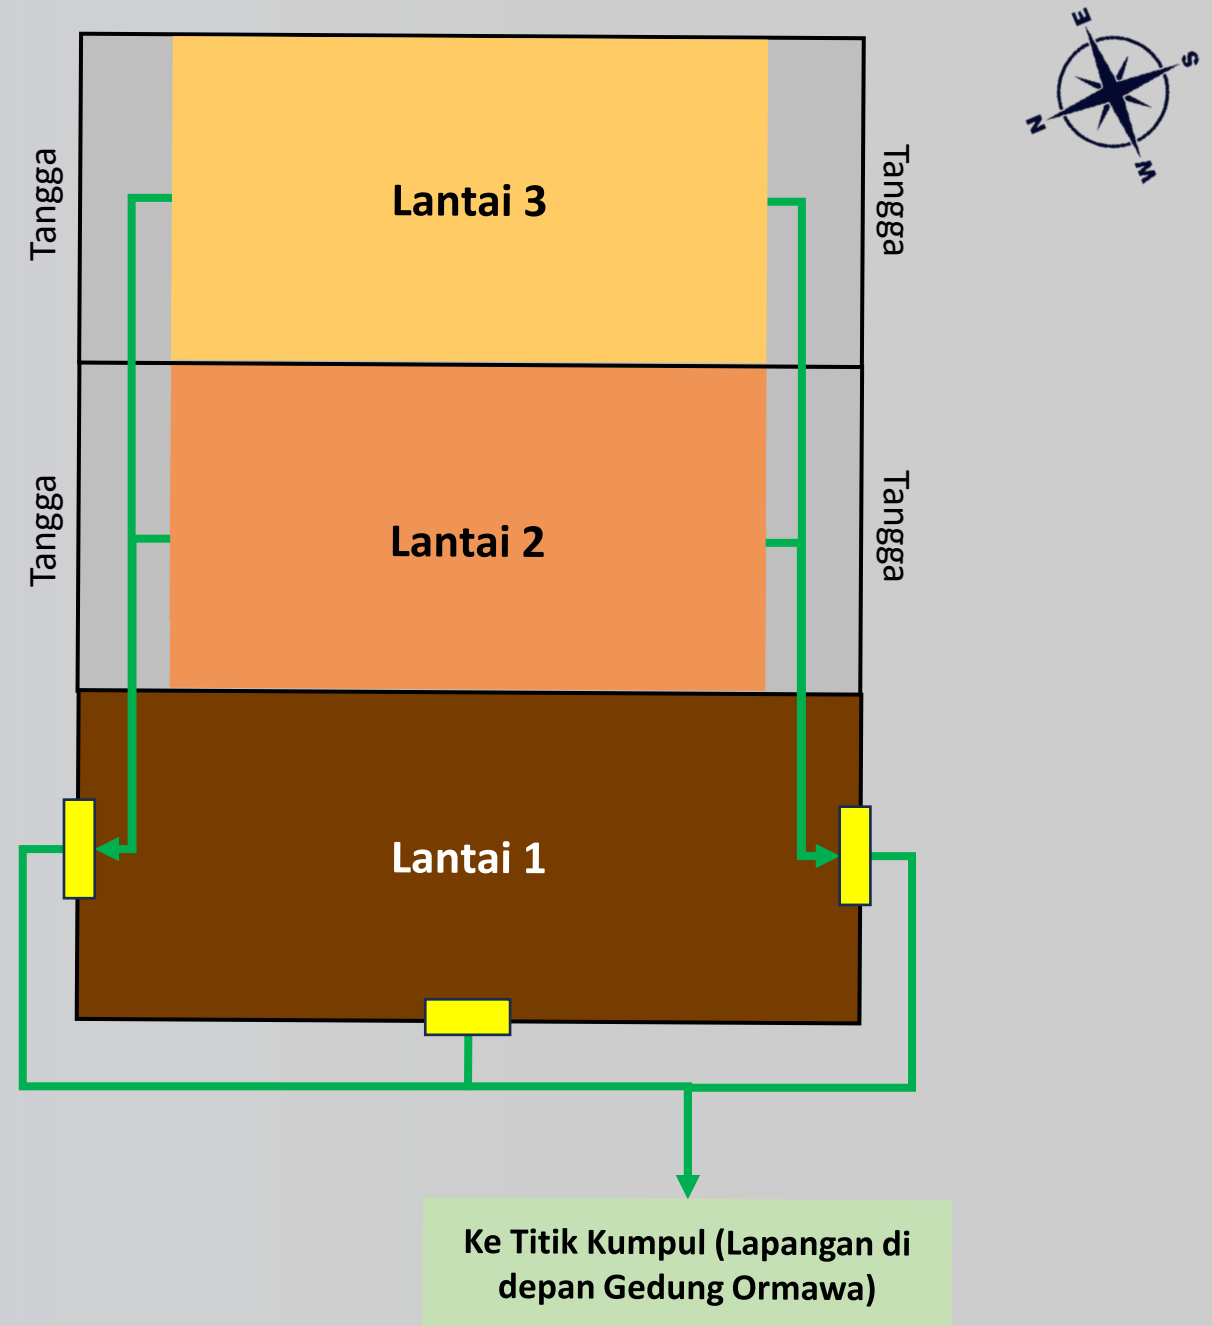 E
S
N
W
Tangga
Lantai 3
Tangga
Tangga
Lantai 2
Tangga
Lantai 1
Ke Titik Kumpul (Lapangan di
depan Gedung Ormawa)